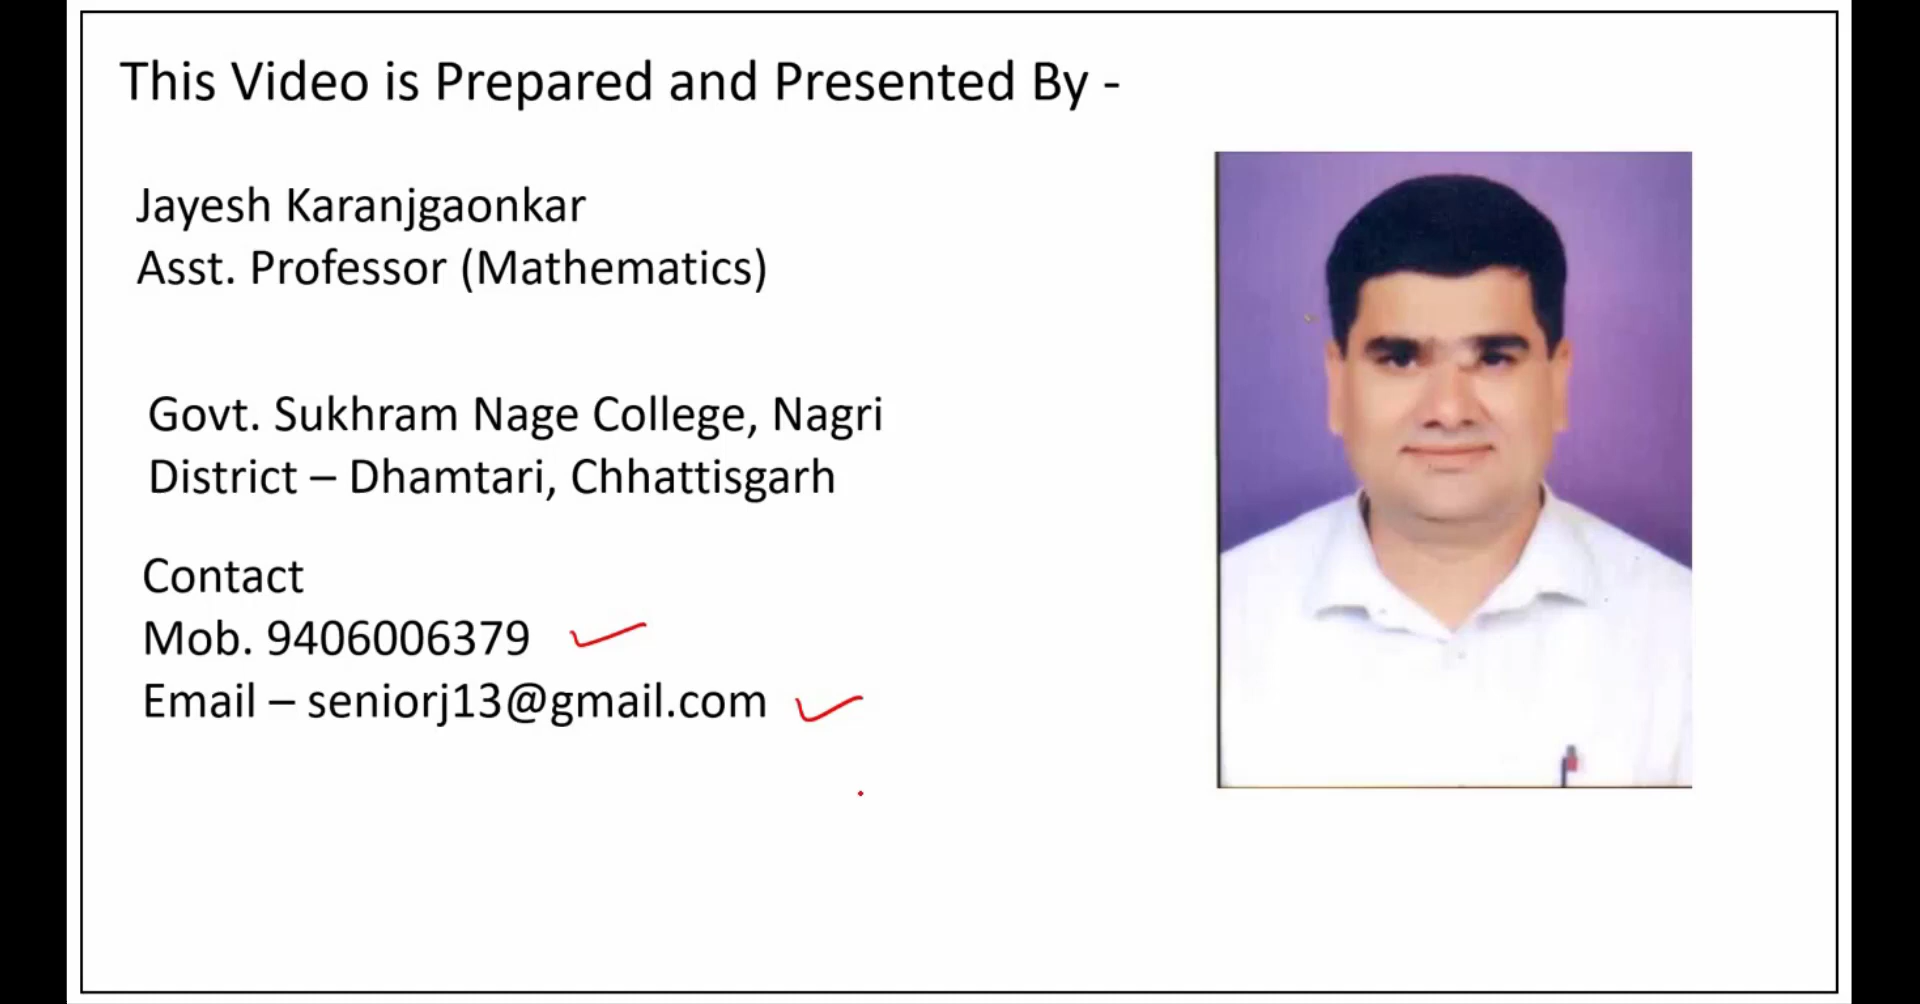 This Video is Prepared and Presented By -
Jayesh Karanjgaonkar
Asst. Professor (Mathematics)
Govt. Sukhram Nage College, Nagri
District – Dhamtari, Chhattisgarh
Contact
Mob. 9406006379
Email – seniorj13@gmail.com